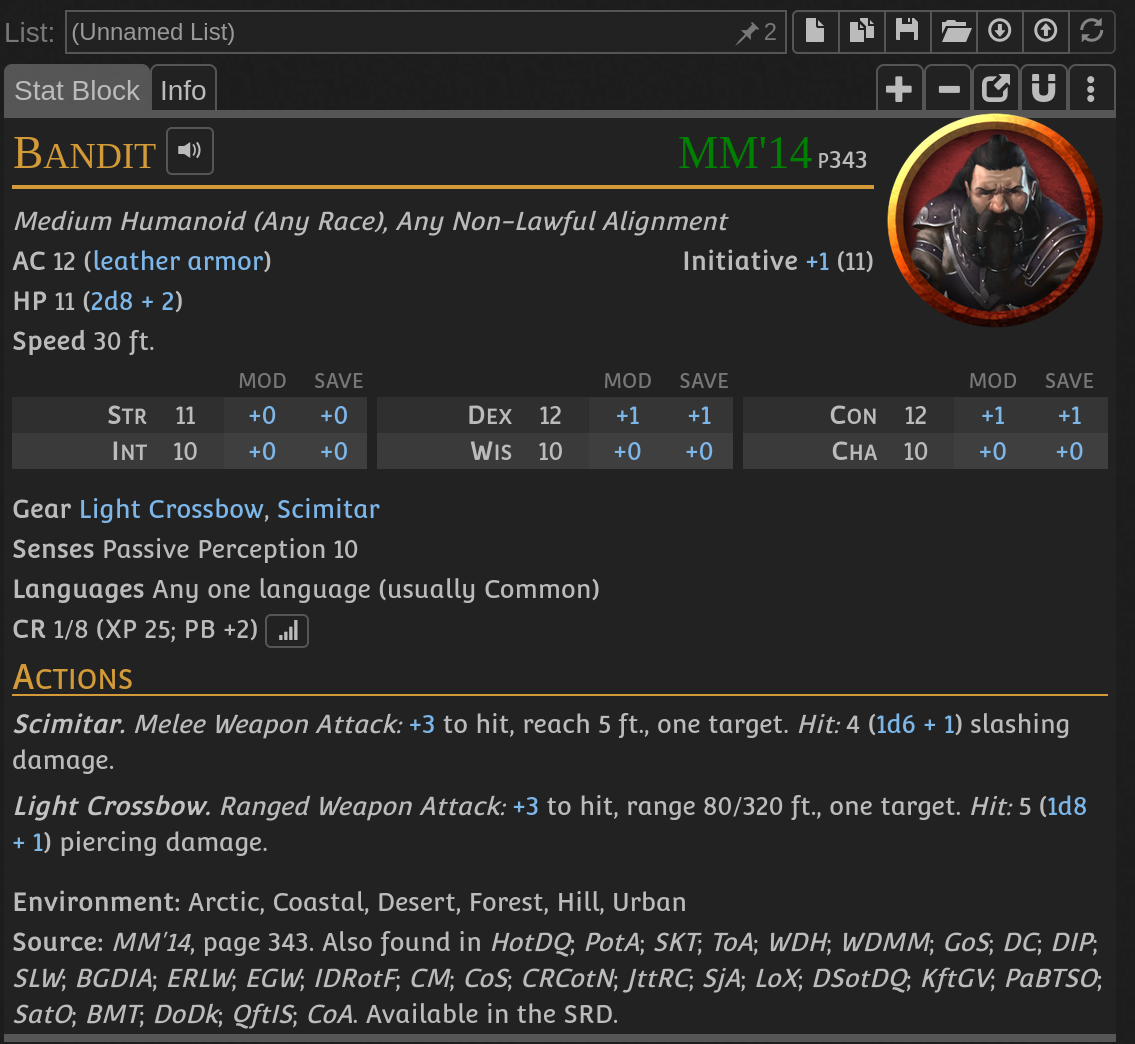 List: (Unnamed List) 2
Stat Block Info
BANDIT MM'14 P343
Medium Humanoid (Any Race), Any Non-Lawful Alignment
AC 12 (leather armor) Initiative +1 (11)
HP 11 (2d8 + 2)
Speed 30 ft.
MOD SAVE MOD SAVE MOD SAVE
STR 11 +0 +0 DEX 12 +1 +1 CON 12 +1 +1
INT 10 +0 +0 WIS 10 +0 +0 CHA 10 +0 +0
Gear Light Crossbow, Scimitar
Senses Passive Perception 10
Languages Any one language (usually Common)
CR 1/8 (XP 25; PB +2)
ACTIONS
Scimitar. Melee Weapon Attack: +3 to hit, reach 5 ft., one target. Hit: 4 (1d6 + 1) slashing
damage.
Light Crossbow. Ranged Weapon Attack: +3 to hit, range 80/320 ft., one target. Hit: 5 (1d8
+ 1) piercing damage.
Environment: Arctic, Coastal, Desert, Forest, Hill, Urban
Source: MM'14, page 343. Also found in HotDQ; PotA; SKT; ToA; WDH; WDMM; GoS; DC; DIP;
SLW; BGDIA; ERLW; EGW; IDRotF; CM; CoS; CRCotN; JttRC; SjA; LoX; DSotDQ; KftGV; PaBTSO;
SatO; BMT; DoDk; QftIS; CoA. Available in the SRD.